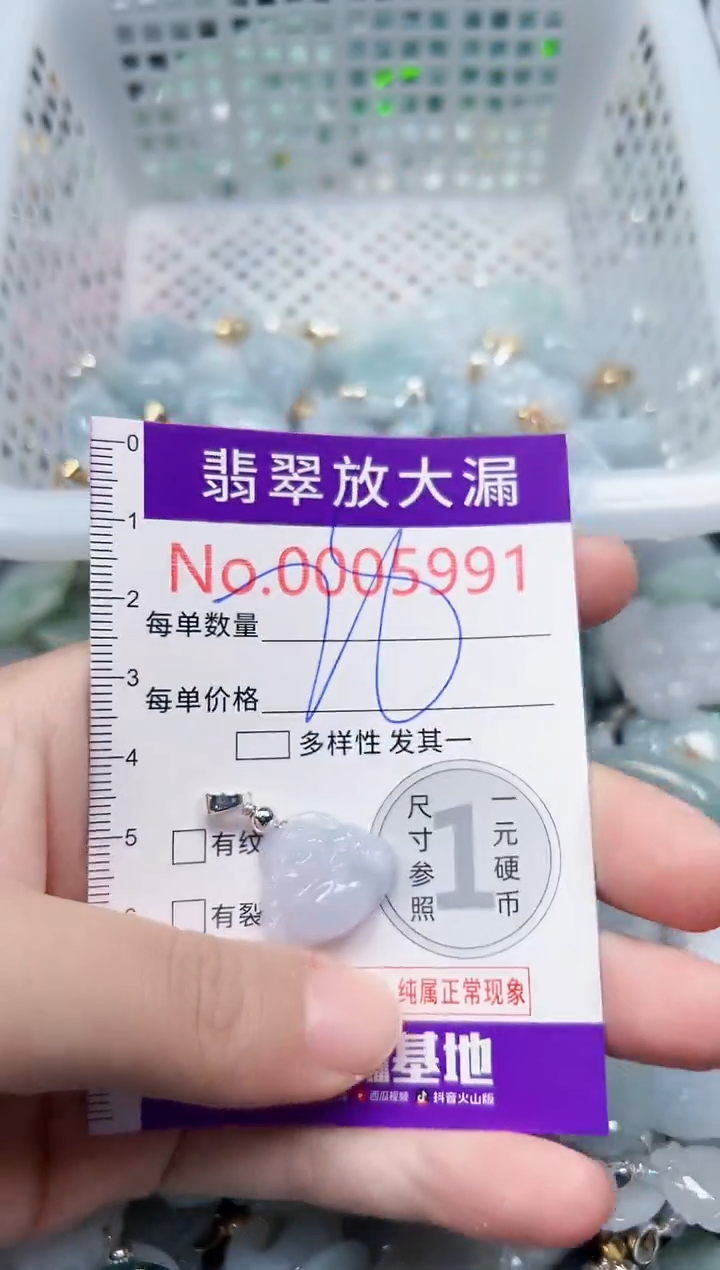 翡翠放大漏
No.0005991
每单数量
每单价格
多样性 发其一
有纹
有裂
尺寸参照
1
一元硬币
纯属正常现象
基地
西瓜视频 抖音火山版
0
1
2
3
4
5